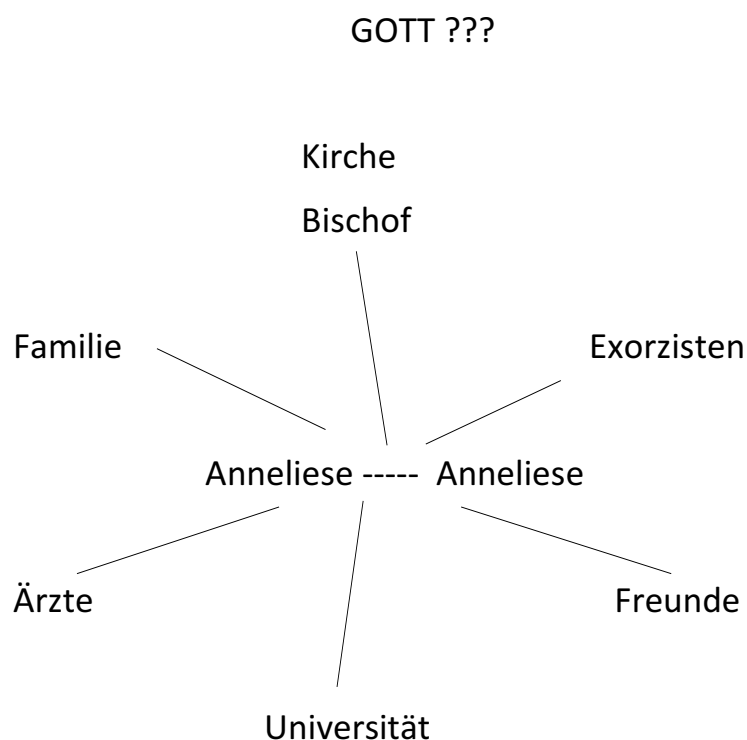 GOTT ???
Kirche
Bischof
Familie
Exorzisten
Anneliese ----- Anneliese
Ärzte
Freunde
Universität